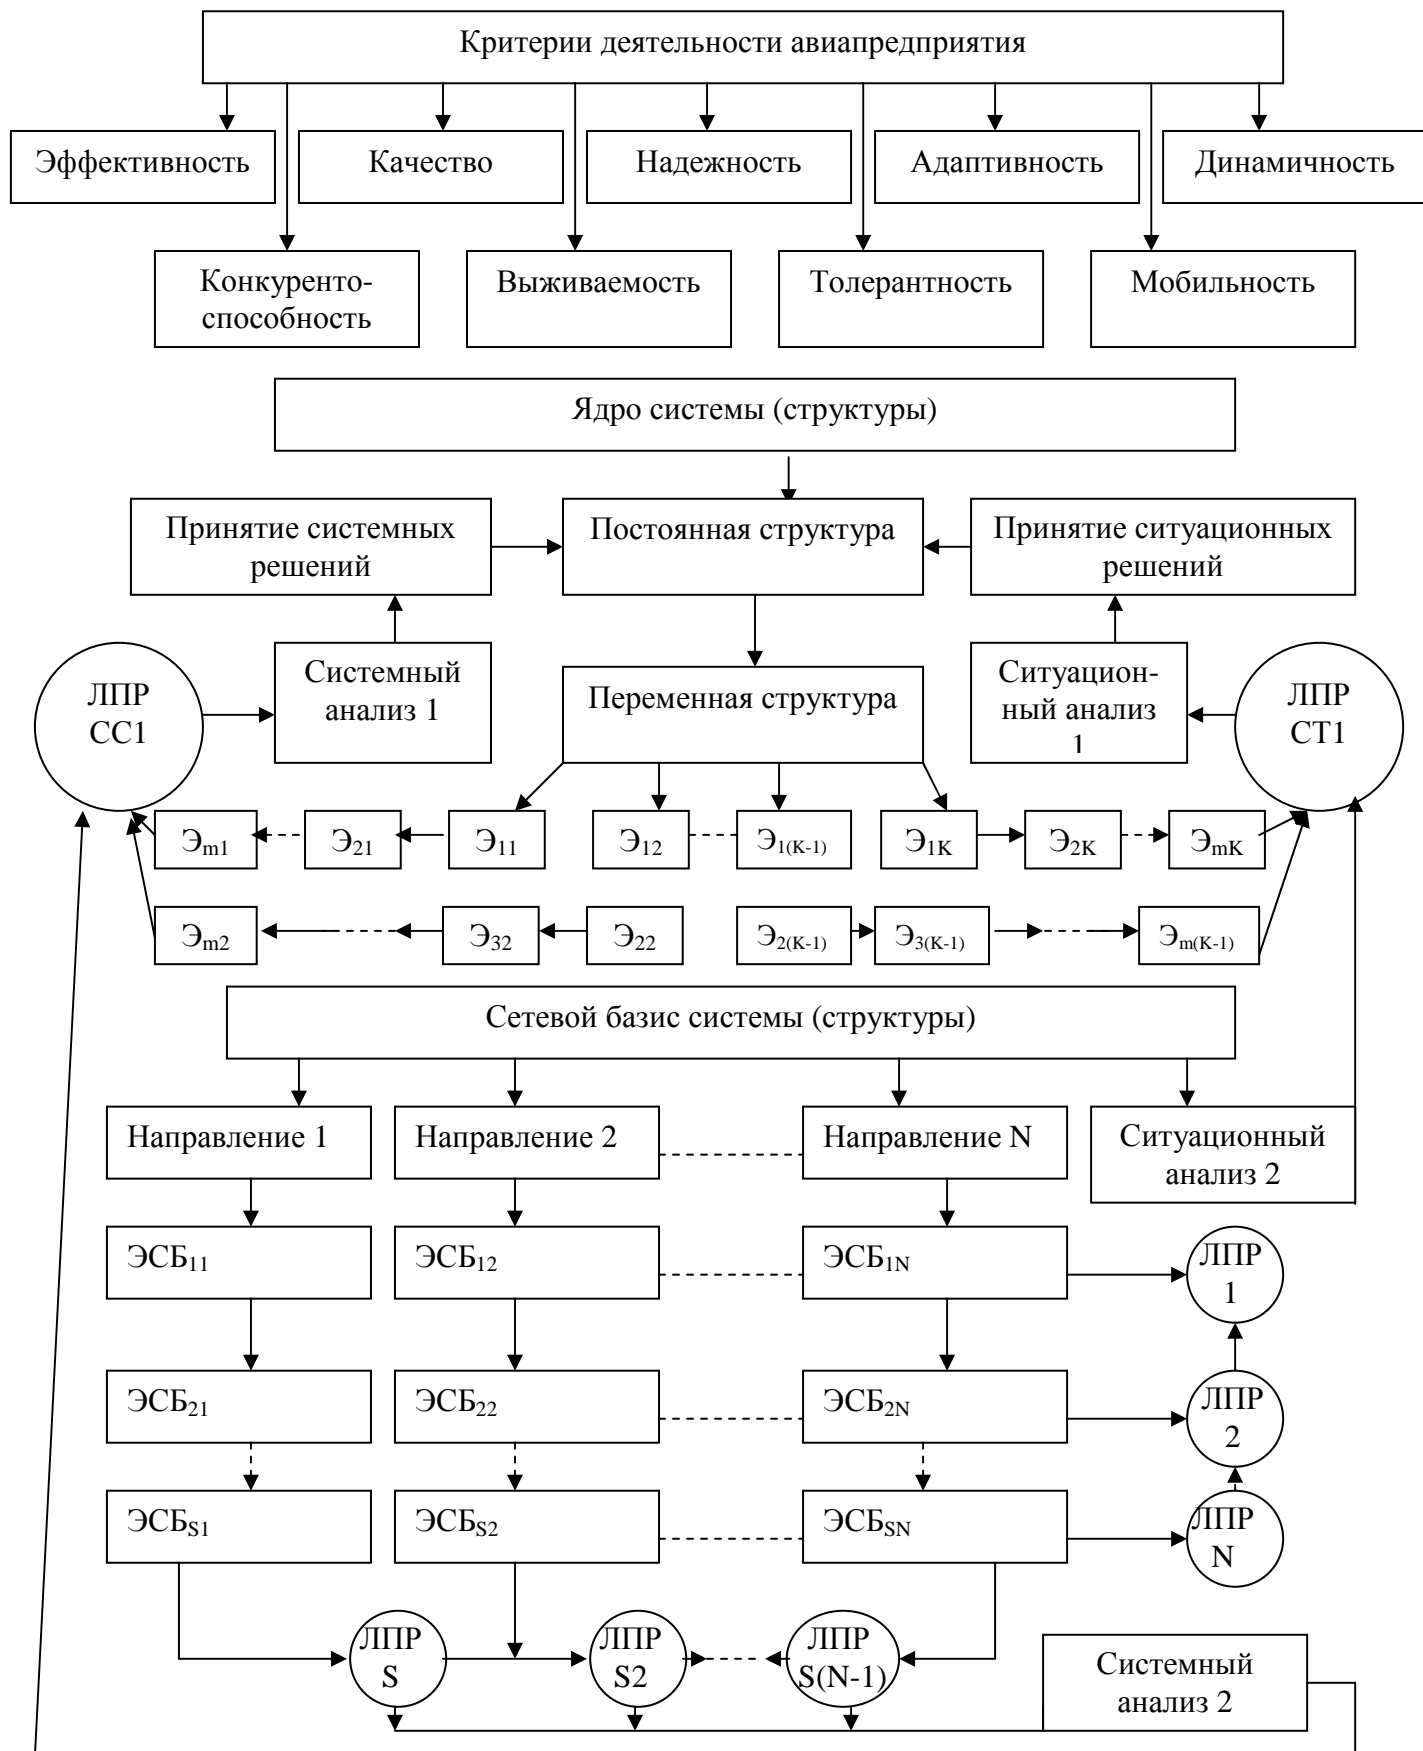 Критерии деятельности авиапредприятия
Эффективность
Качество
Надежность
Адаптивность
Динамичность
Конкуренто-
способность
Выживаемость
Толерантность
Мобильность
Ядро системы (структуры)
Принятие системных
решений
Постоянная структура
Принятие ситуационных
решений
ЛПР
СС1
Системный
анализ 1
Переменная структура
Ситуацион-
ный анализ
1
ЛПР
СТ1
Эm1
Э21
Э11
Э12
Э1(K-1)
Э1K
Э2K
ЭmK
Эm2
Э32
Э22
Э2(K-1)
Э3(K-1)
Эm(K-1)
Сетевой базис системы (структуры)
Направление 1
Направление 2
Направление N
Ситуационный
анализ 2
ЭСБ11
ЭСБ12
ЭСБ1N
ЛПР
1
ЭСБ21
ЭСБ22
ЭСБ2N
ЛПР
2
ЭСБS1
ЭСБS2
ЭСБSN
ЛПР
N
ЛПР
S
ЛПР
S2
ЛПР
S(N-1)
Системный
анализ 2